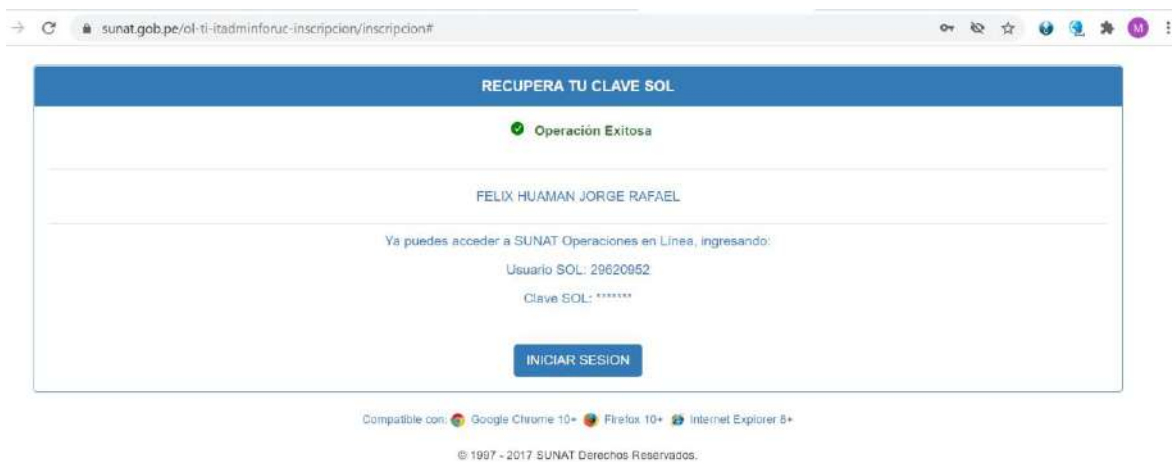 sunat.gob.pe/ol-ti-itadminforuc-inscripcion/inscripcion#
M
RECUPERA TU CLAVE SOL
Operación Exitosa
FELIX HUAMAN JORGE RAFAEL
Ya puedes acceder a SUNAT Operaciones en Línea, ingresando:
Usuario SOL: 29620952
Clave SOL: *******
INICIAR SESION
Compatible con: Google Chrome 10+ Firefox 10+ Internet Explorer 8+
© 1997 - 2017 SUNAT Derechos Reservados.